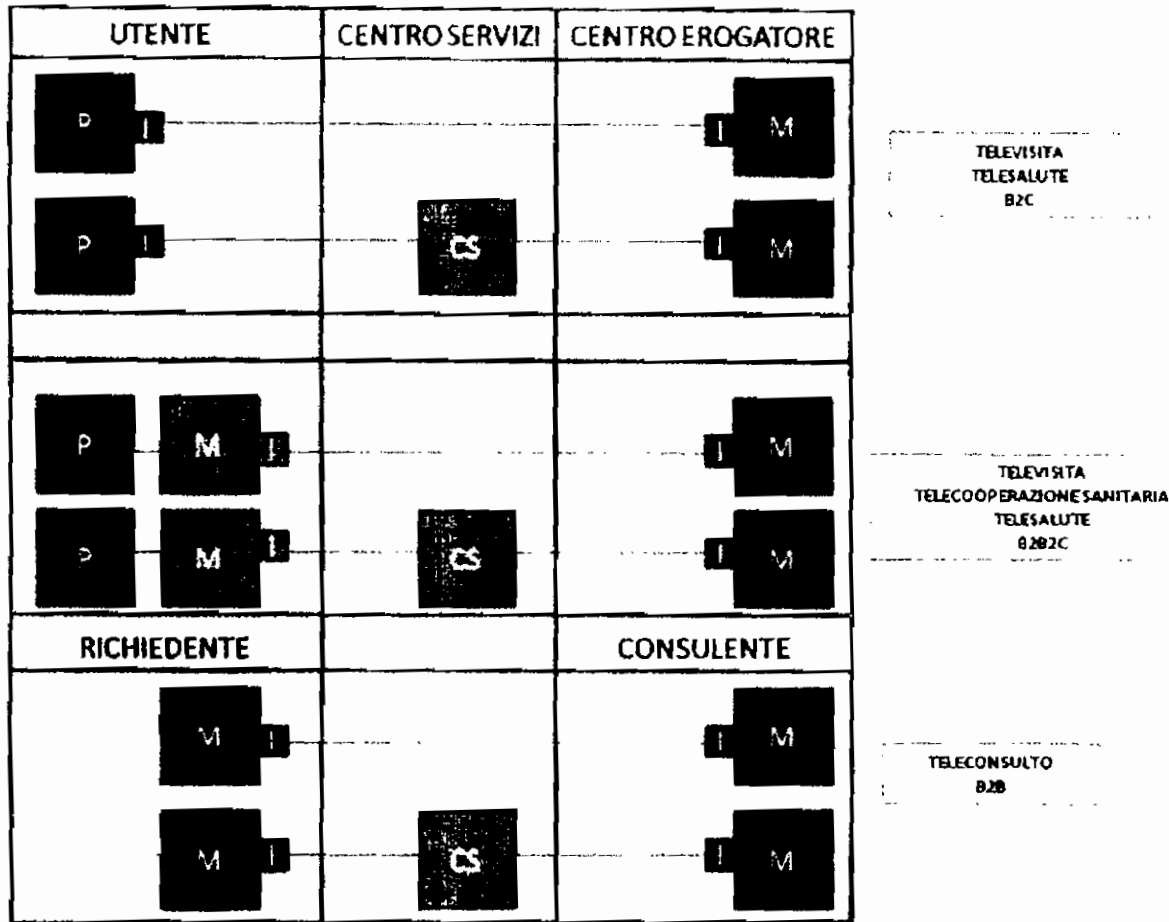 UTENTE CENTRO SERVIZI CENTRO EROGATORE
P I I M
TELEVISITA
TELESALUTE
B2C
P I CS I M
P M I I M
TELEVISITA
TELECOOPERAZIONE SANITARIA
TELESALUTE
B2B2C
P M I CS I M
RICHIEDENTE CONSULENTE
M I I M
TELECONSULTO
B2B
M I CS I M